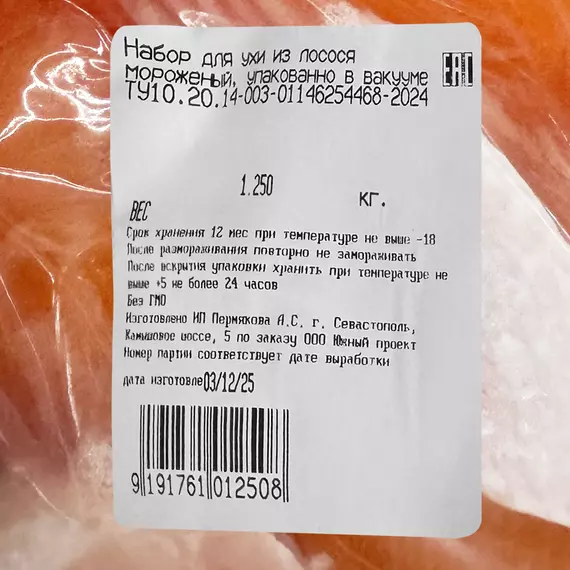 Набор для ухи из лосося
мороженый, упакованно в вакууме
ТУ10.20.14-003-01146254468-2024
EAC
1.250 кг.
ВЕС
Срок хранения 12 мес при температуре не выше -18
После размораживания повторно не замораживать
После вскрытия упаковки хранить при температуре не
выше +5 не более 24 часов
Без ГМО
Изготовлено ИП Пермякова А.С. г. Севастополь,
Камышовое шоссе, 5 по заказу ООО Южный проект
Номер партии соответствует дате выработки
дата изготовле03/12/25
9 191761 012508